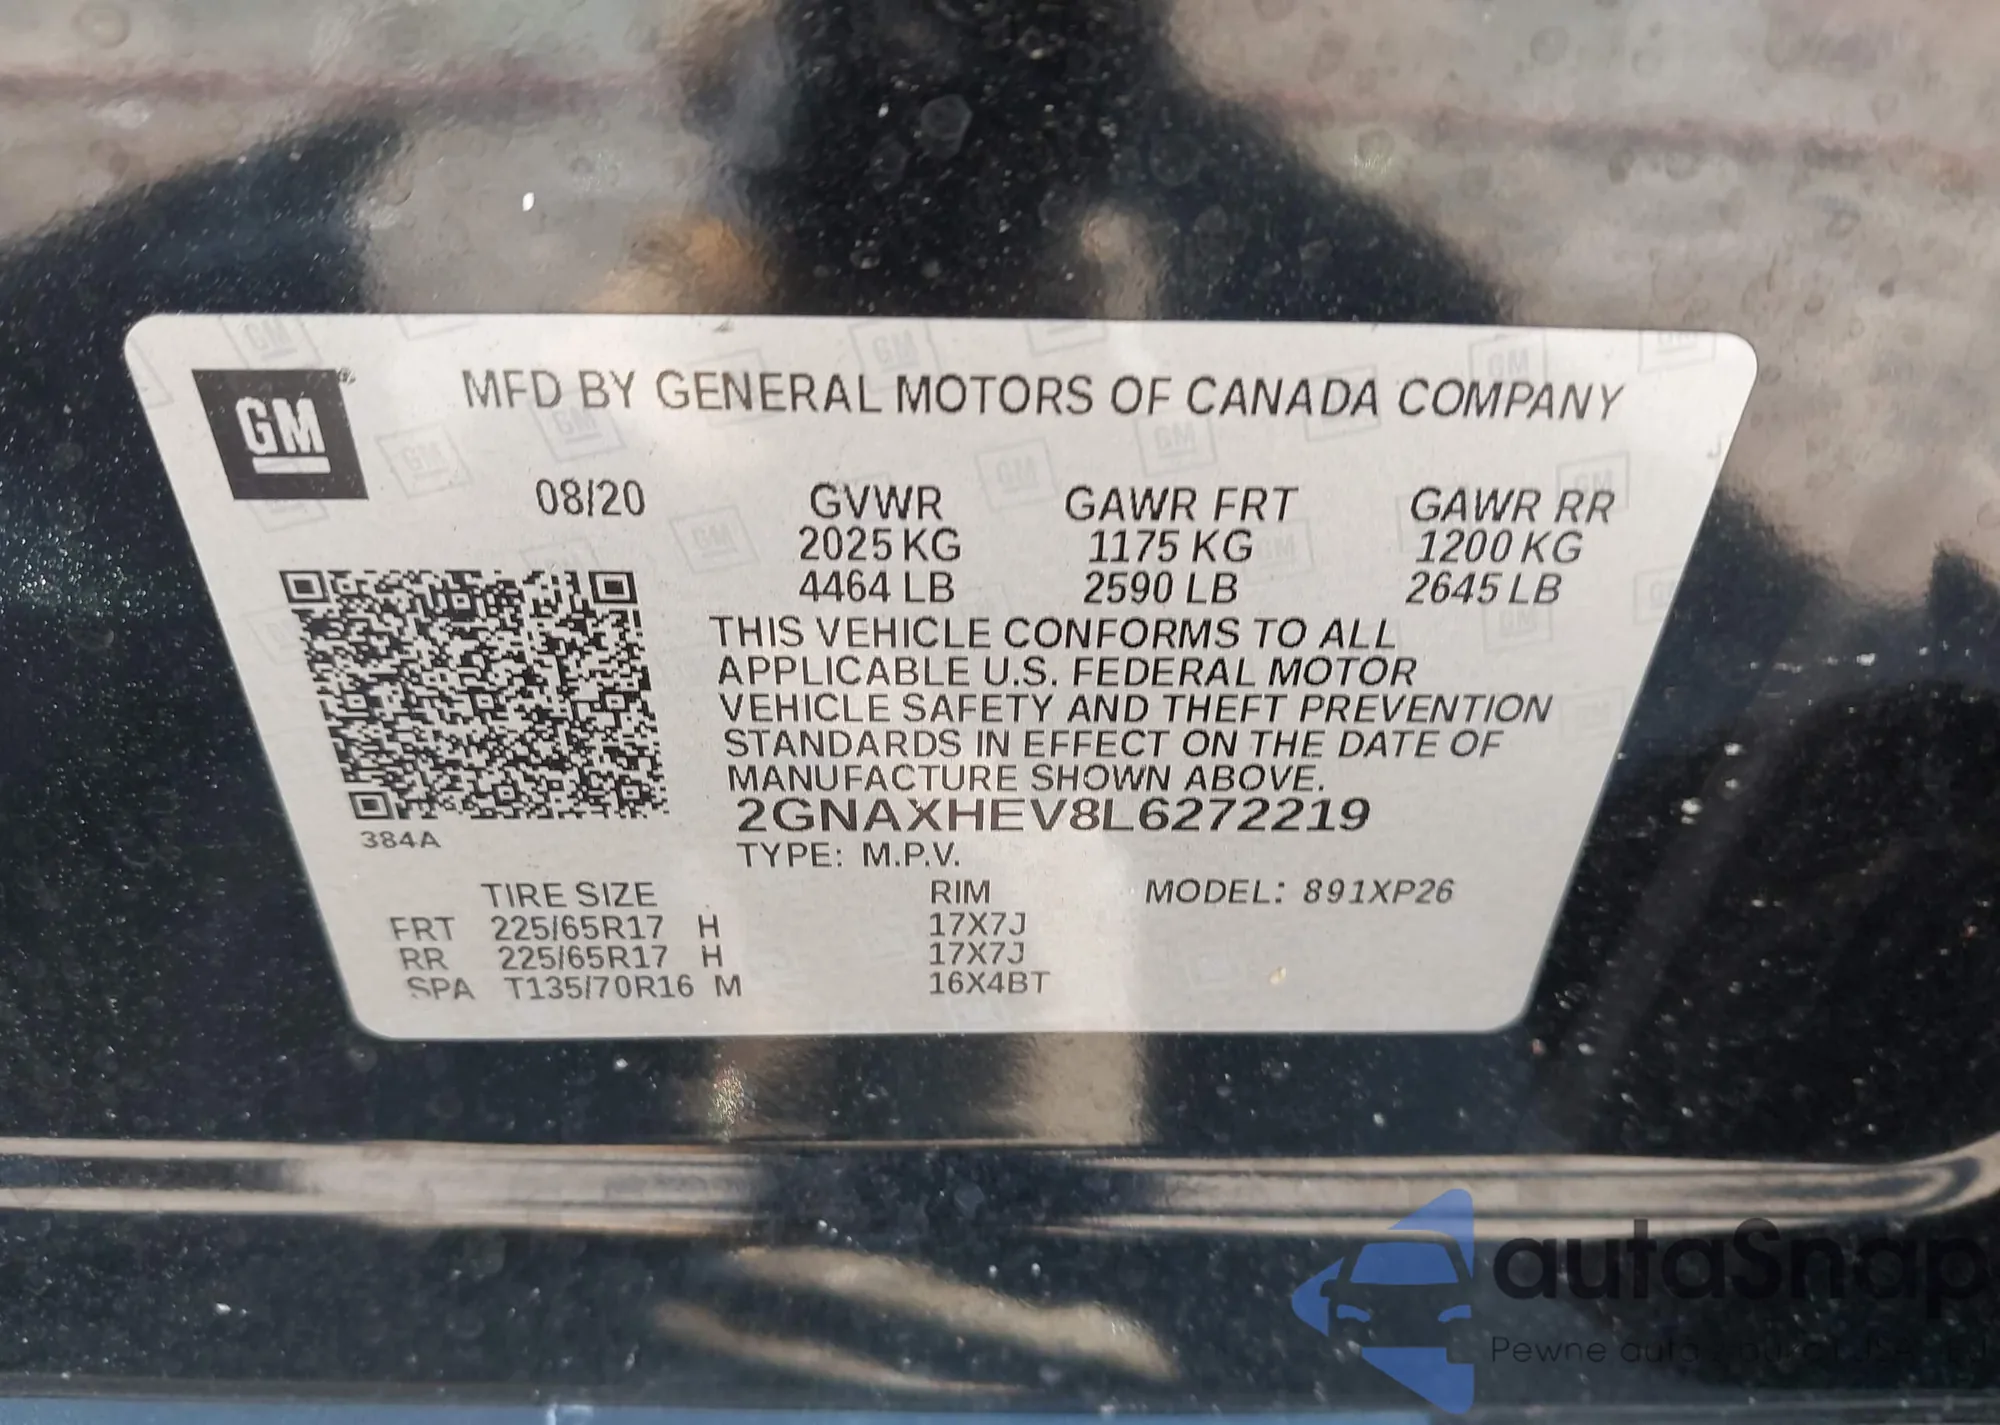 GM
MFD BY GENERAL MOTORS OF CANADA COMPANY
08/20 GVWR GAWR FRT GAWR RR
2025 KG 1175 KG 1200 KG
4464 LB 2590 LB 2645 LB
THIS VEHICLE CONFORMS TO ALL
APPLICABLE U.S. FEDERAL MOTOR
VEHICLE SAFETY AND THEFT PREVENTION
STANDARDS IN EFFECT ON THE DATE OF
MANUFACTURE SHOWN ABOVE.
2GNAXHEV8L6272219
384A
TYPE: M.P.V.
TIRE SIZE RIM MODEL: 891XP26
FRT 225/65R17 H 17X7J
RR 225/65R17 H 17X7J
SPA T135/70R16 M 16X4BT
autaSnap
Pewne auta